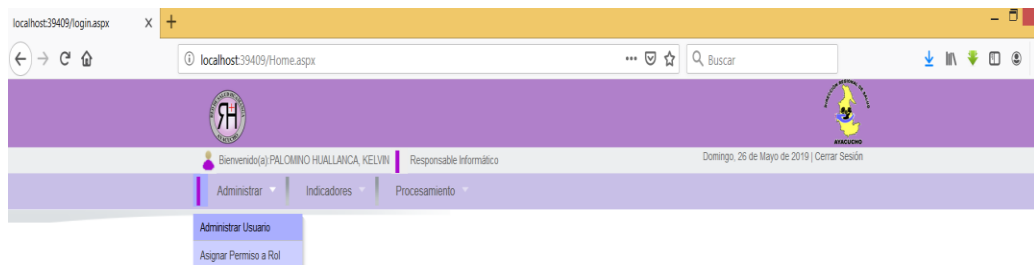 localhost:39409/login.aspx X +
localhost:39409/Home.aspx Buscar
RH
AYACUCHO
Bienvenido(a):PALOMINO HUALLANCA, KELVIN Responsable Informático Domingo, 26 de Mayo de 2019 | Cerrar Sesión
Administrar Indicadores Procesamiento
Administrar Usuario
Asignar Permiso a Rol